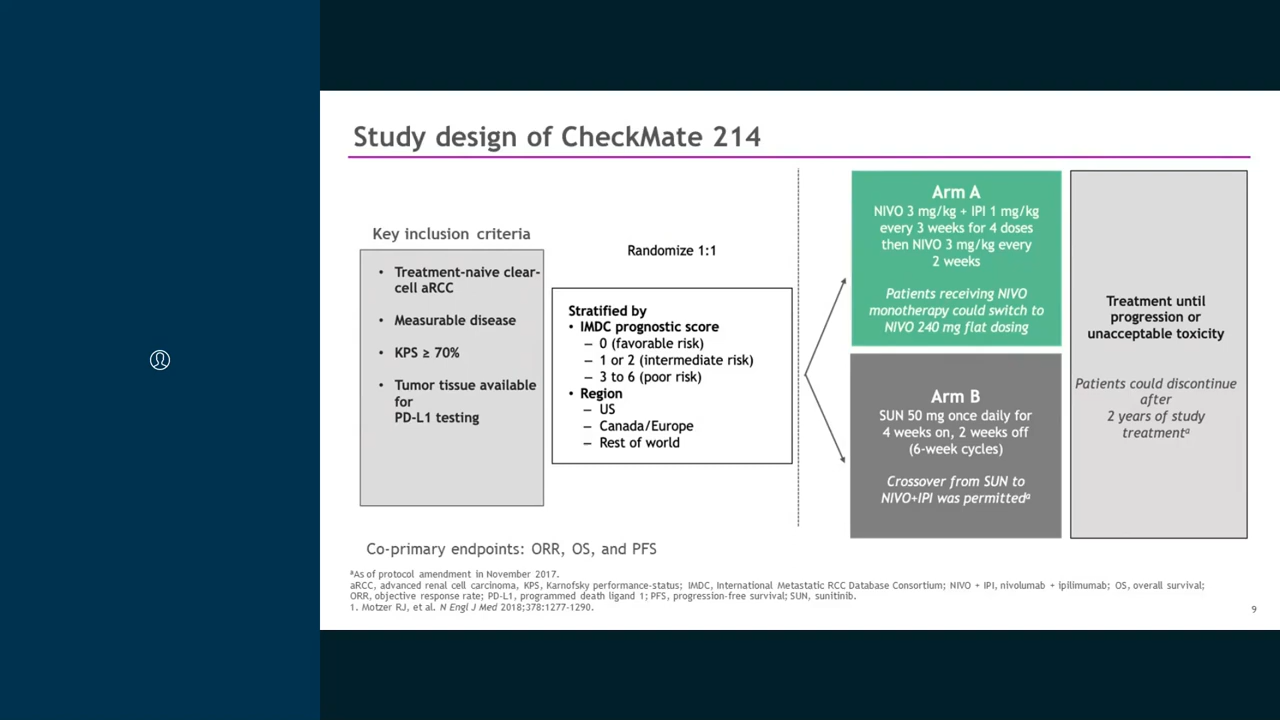 Study design of CheckMate 214
Key inclusion criteria
• Treatment-naive clear-
cell aRCC
• Measurable disease
• KPS ≥ 70%
• Tumor tissue available
for
PD-L1 testing
Randomize 1:1
Stratified by
• IMDC prognostic score
– 0 (favorable risk)
– 1 or 2 (intermediate risk)
– 3 to 6 (poor risk)
• Region
– US
– Canada/Europe
– Rest of world
Arm A
NIVO 3 mg/kg + IPI 1 mg/kg
every 3 weeks for 4 doses
then NIVO 3 mg/kg every
2 weeks
Patients receiving NIVO
monotherapy could switch to
NIVO 240 mg flat dosing
Arm B
SUN 50 mg once daily for
4 weeks on, 2 weeks off
(6-week cycles)
Crossover from SUN to
NIVO+IPI was permittedᵃ
Treatment until
progression or
unacceptable toxicity
Patients could discontinue
after
2 years of study
treatmentᵃ
Co-primary endpoints: ORR, OS, and PFS
ᵃAs of protocol amendment in November 2017.
aRCC, advanced renal cell carcinoma, KPS, Karnofsky performance-status; IMDC, International Metastatic RCC Database Consortium; NIVO + IPI, nivolumab + ipilimumab; OS, overall survival;
ORR, objective response rate; PD-L1, programmed death ligand 1; PFS, progression-free survival; SUN, sunitinib.
1. Motzer RJ, et al. N Engl J Med 2018;378:1277-1290.
9